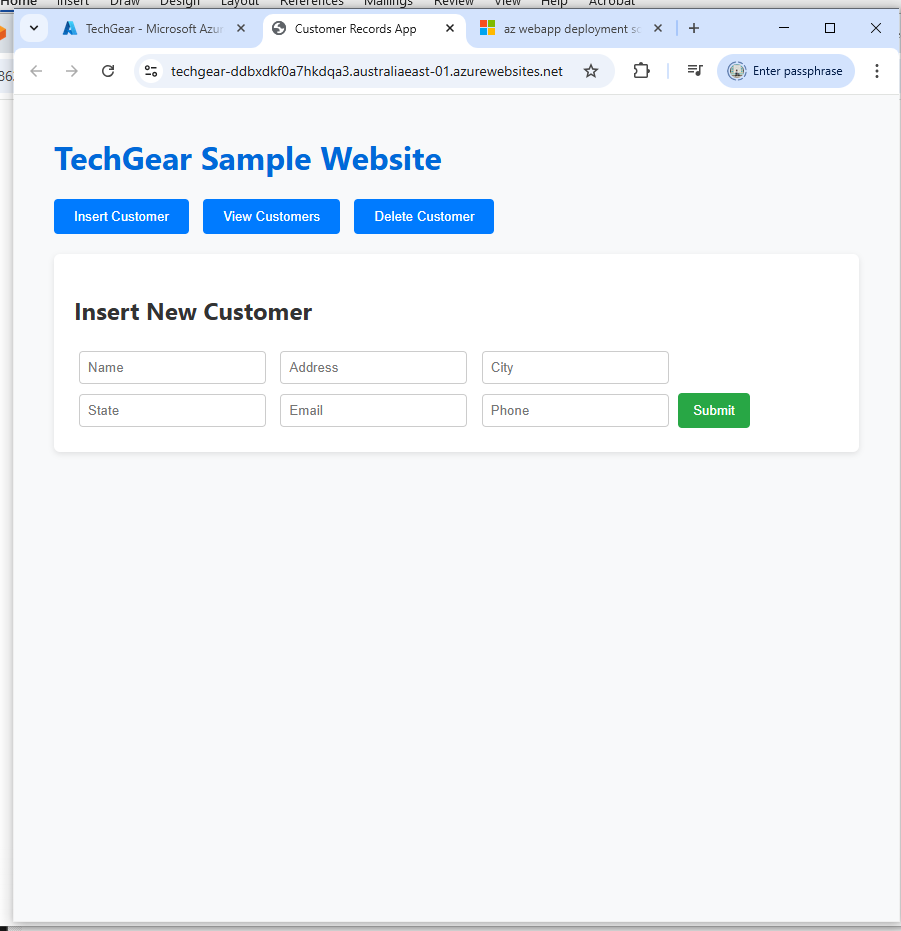 Home Insert Draw Design Layout References Mailings Review View Help Acrobat
TechGear - Microsoft Azur
Customer Records App
az webapp deployment sc
techgear-ddbxdkf0a7hkdqa3.australiaeast-01.azurewebsites.net
Enter passphrase
TechGear Sample Website
Insert Customer View Customers Delete Customer
Insert New Customer
Name Address City
State Email Phone Submit